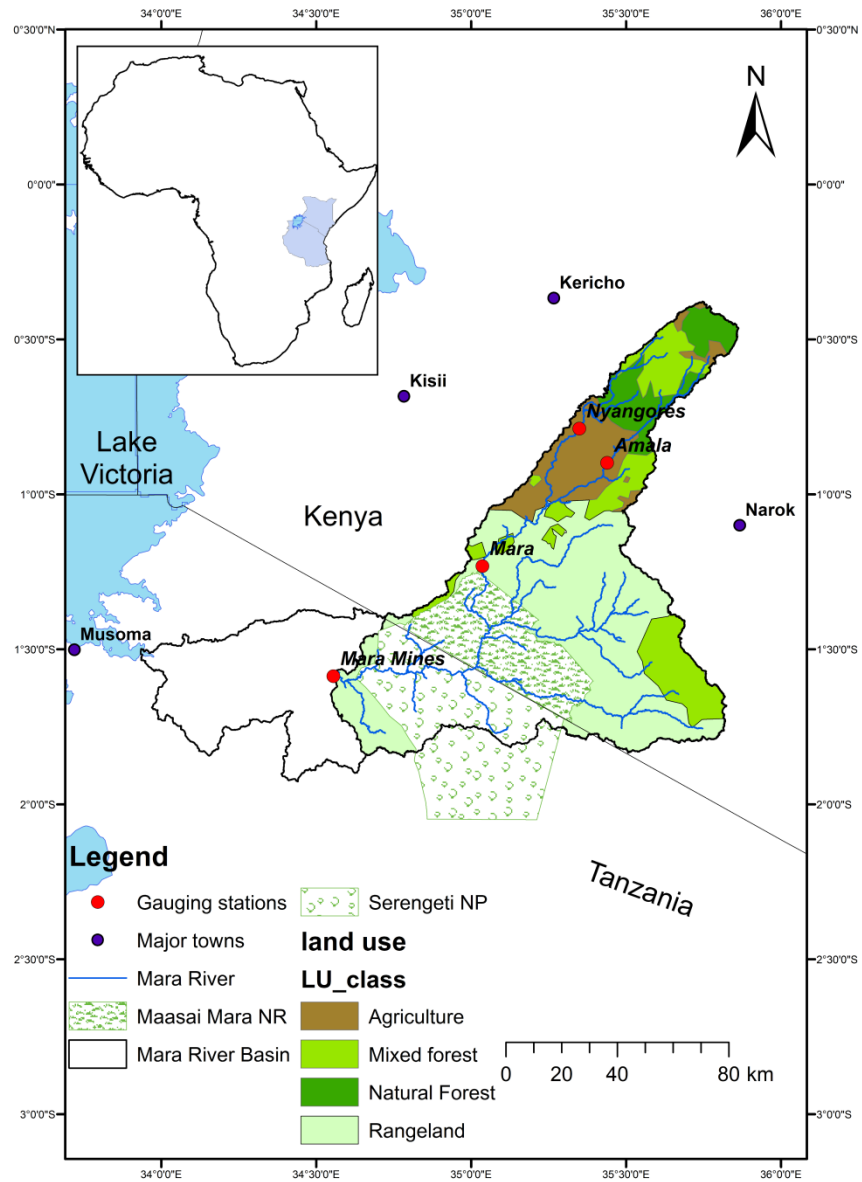 34°0'0"E 34°30'0"E 35°0'0"E 35°30'0"E 36°0'0"E
0°30'0"N 0°30'0"N
N
0°0'0" 0°0'0"
Kericho
0°30'0"S 0°30'0"S
Kisii
Nyangores
Lake
Victoria
Amala
1°0'0"S 1°0'0"S
Kenya
Narok
Mara
Musoma
1°30'0"S 1°30'0"S
Mara Mines
2°0'0"S 2°0'0"S
Tanzania
Legend
Gauging stations
Major towns
Mara River
Maasai Mara NR
Mara River Basin
Serengeti NP
land use
LU_class
Agriculture
Mixed forest
Natural Forest
Rangeland
0 20 40 60 80 km
2°30'0"S 2°30'0"S
3°0'0"S 3°0'0"S
34°0'0"E 34°30'0"E 35°0'0"E 35°30'0"E 36°0'0"E